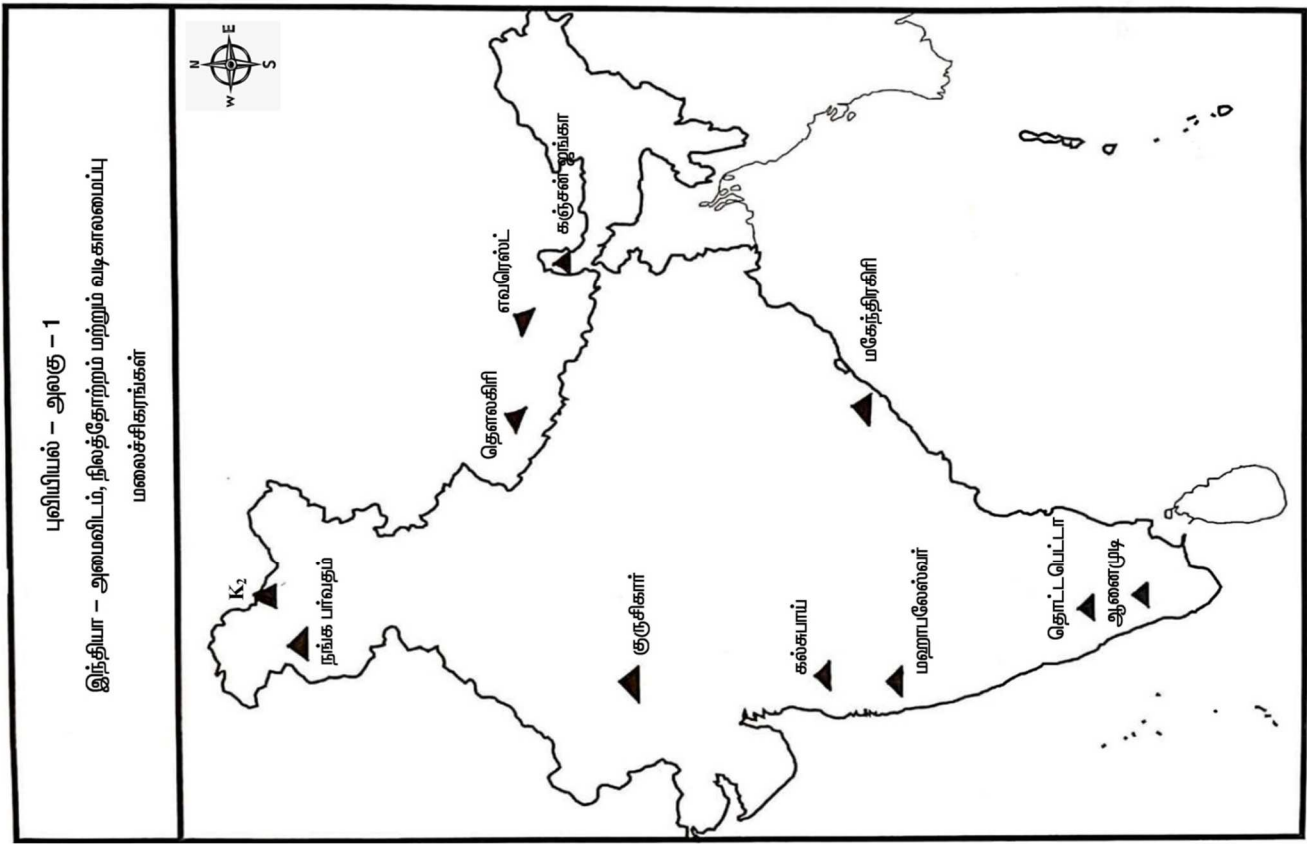 புவியியல் – அலகு – 1
இந்தியா – அமைவிடம், நிலத்தோற்றம் மற்றும் வடிகாலமைப்பு
மலைச்சிகரங்கள்
N
E
W
S
K₂
நங்க பர்வதம்
தௌலகிரி
எவரெஸ்ட்
கஞ்சன் ஜங்கா
குருசிகார்
கல்சுபாய்
மஹாபலேஸ்வர்
மகேந்திரகிரி
தொட்டபெட்டா
ஆனைமுடி